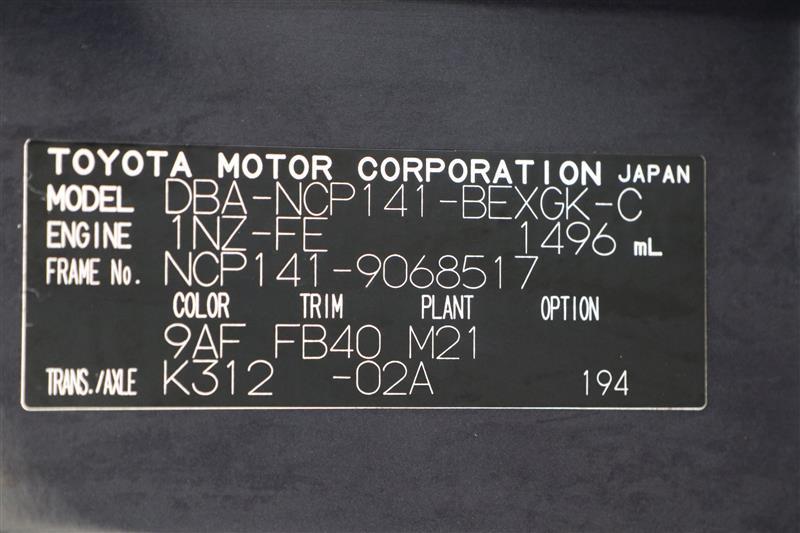 TOYOTA MOTOR CORPORATION JAPAN
MODEL DBA-NCP141-BEXGK-C
ENGINE 1NZ-FE 1496 mL
FRAME No. NCP141-9068517
COLOR TRIM PLANT OPTION
9AF FB40 M21
TRANS./AXLE K312 -02A 194